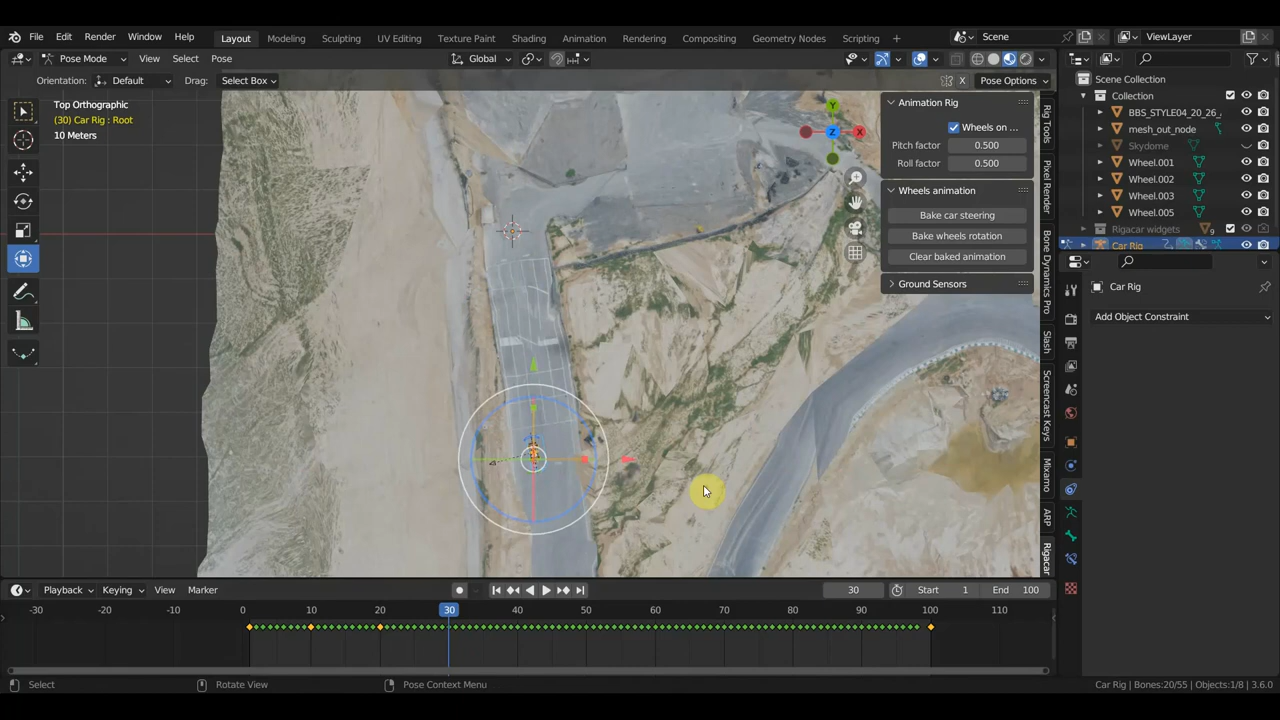 File Edit Render Window Help Layout Modeling Sculpting UV Editing Texture Paint Shading Animation Rendering Compositing Geometry Nodes Scripting + Scene ViewLayer
Pose Mode View Select Pose Global
Orientation: Default Drag: Select Box Pose Options
Top Orthographic
(30) Car Rig : Root
10 Meters
Y
X
Z
Animation Rig
Wheels on ...
Pitch factor 0.500
Roll factor 0.500
Wheels animation
Bake car steering
Bake wheels rotation
Clear baked animation
Ground Sensors
Rig Tools
Pixel Render
Bone Dynamics Pro
Slash
Screencast Keys
Mixamo
ARP
Rigacar
Scene Collection
Collection
BBS_STYLE04_20_26_
mesh_out_node
Skydome
Wheel.001
Wheel.002
Wheel.003
Wheel.005
Rigacar widgets 9
Car Rig
Car Rig
Add Object Constraint
Playback Keying View Marker 30 Start 1 End 100
-30 -20 -10 0 10 20 30 40 50 60 70 80 90 100 110
Select Rotate View Pose Context Menu Car Rig | Bones:20/55 | Objects:1/8 | 3.6.0